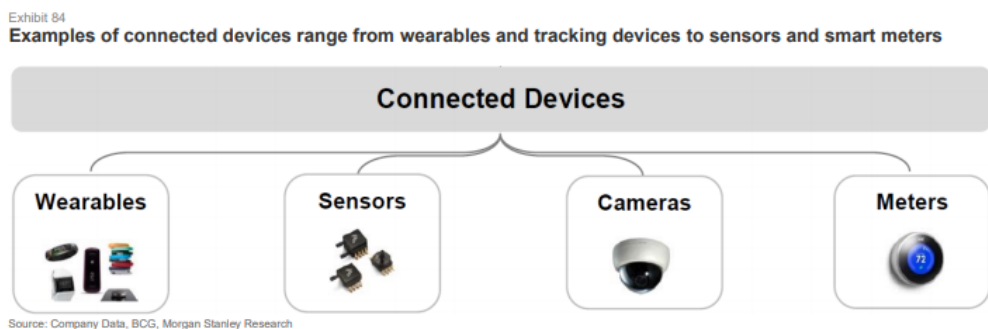 Exhibit 84
Examples of connected devices range from wearables and tracking devices to sensors and smart meters
Connected Devices
Wearables
Sensors
Cameras
Meters
72
Source: Company Data, BCG, Morgan Stanley Research